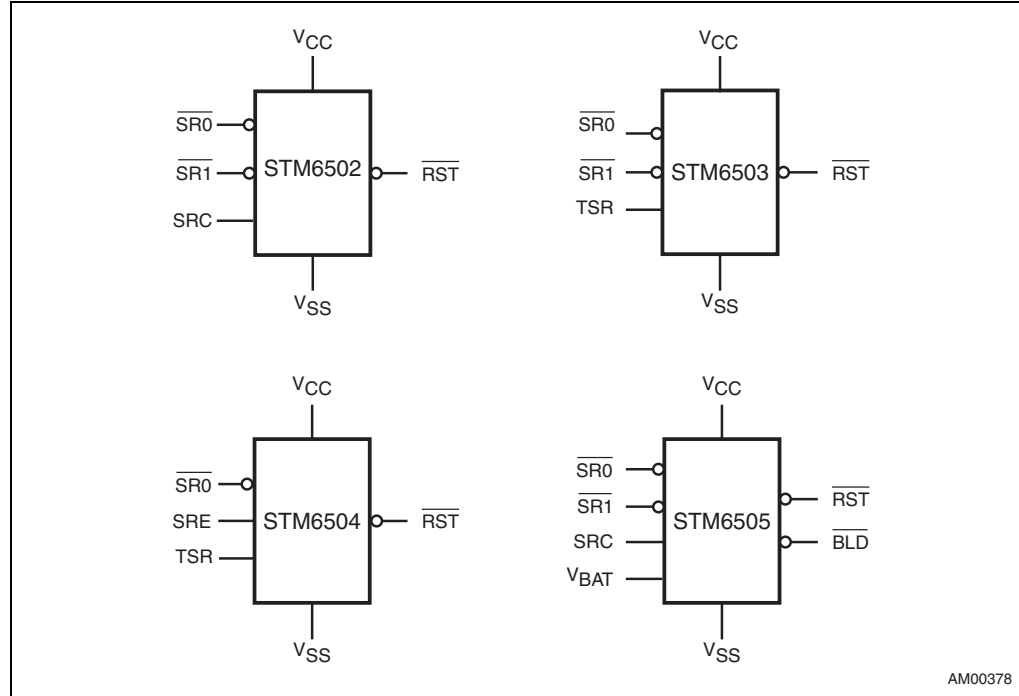 VCC
SR0
SR1
SRC
STM6502
RST
VSS
VCC
SR0
SR1
TSR
STM6503
RST
VSS
VCC
SR0
SRE
TSR
STM6504
RST
VSS
VCC
SR0
SR1
SRC
VBAT
STM6505
RST
BLD
VSS
AM00378